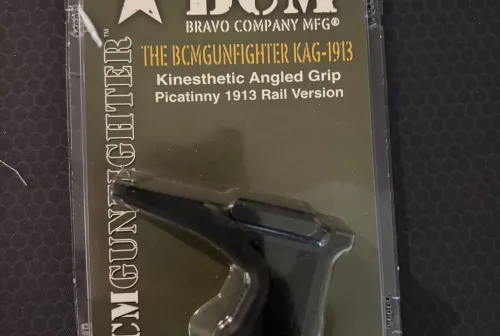 BCM
BRAVO COMPANY MFG®
THE BCMGUNFIGHTER KAG-1913
Kinesthetic Angled Grip
Picatinny 1913 Rail Version
BCMGUNFIGHTER™